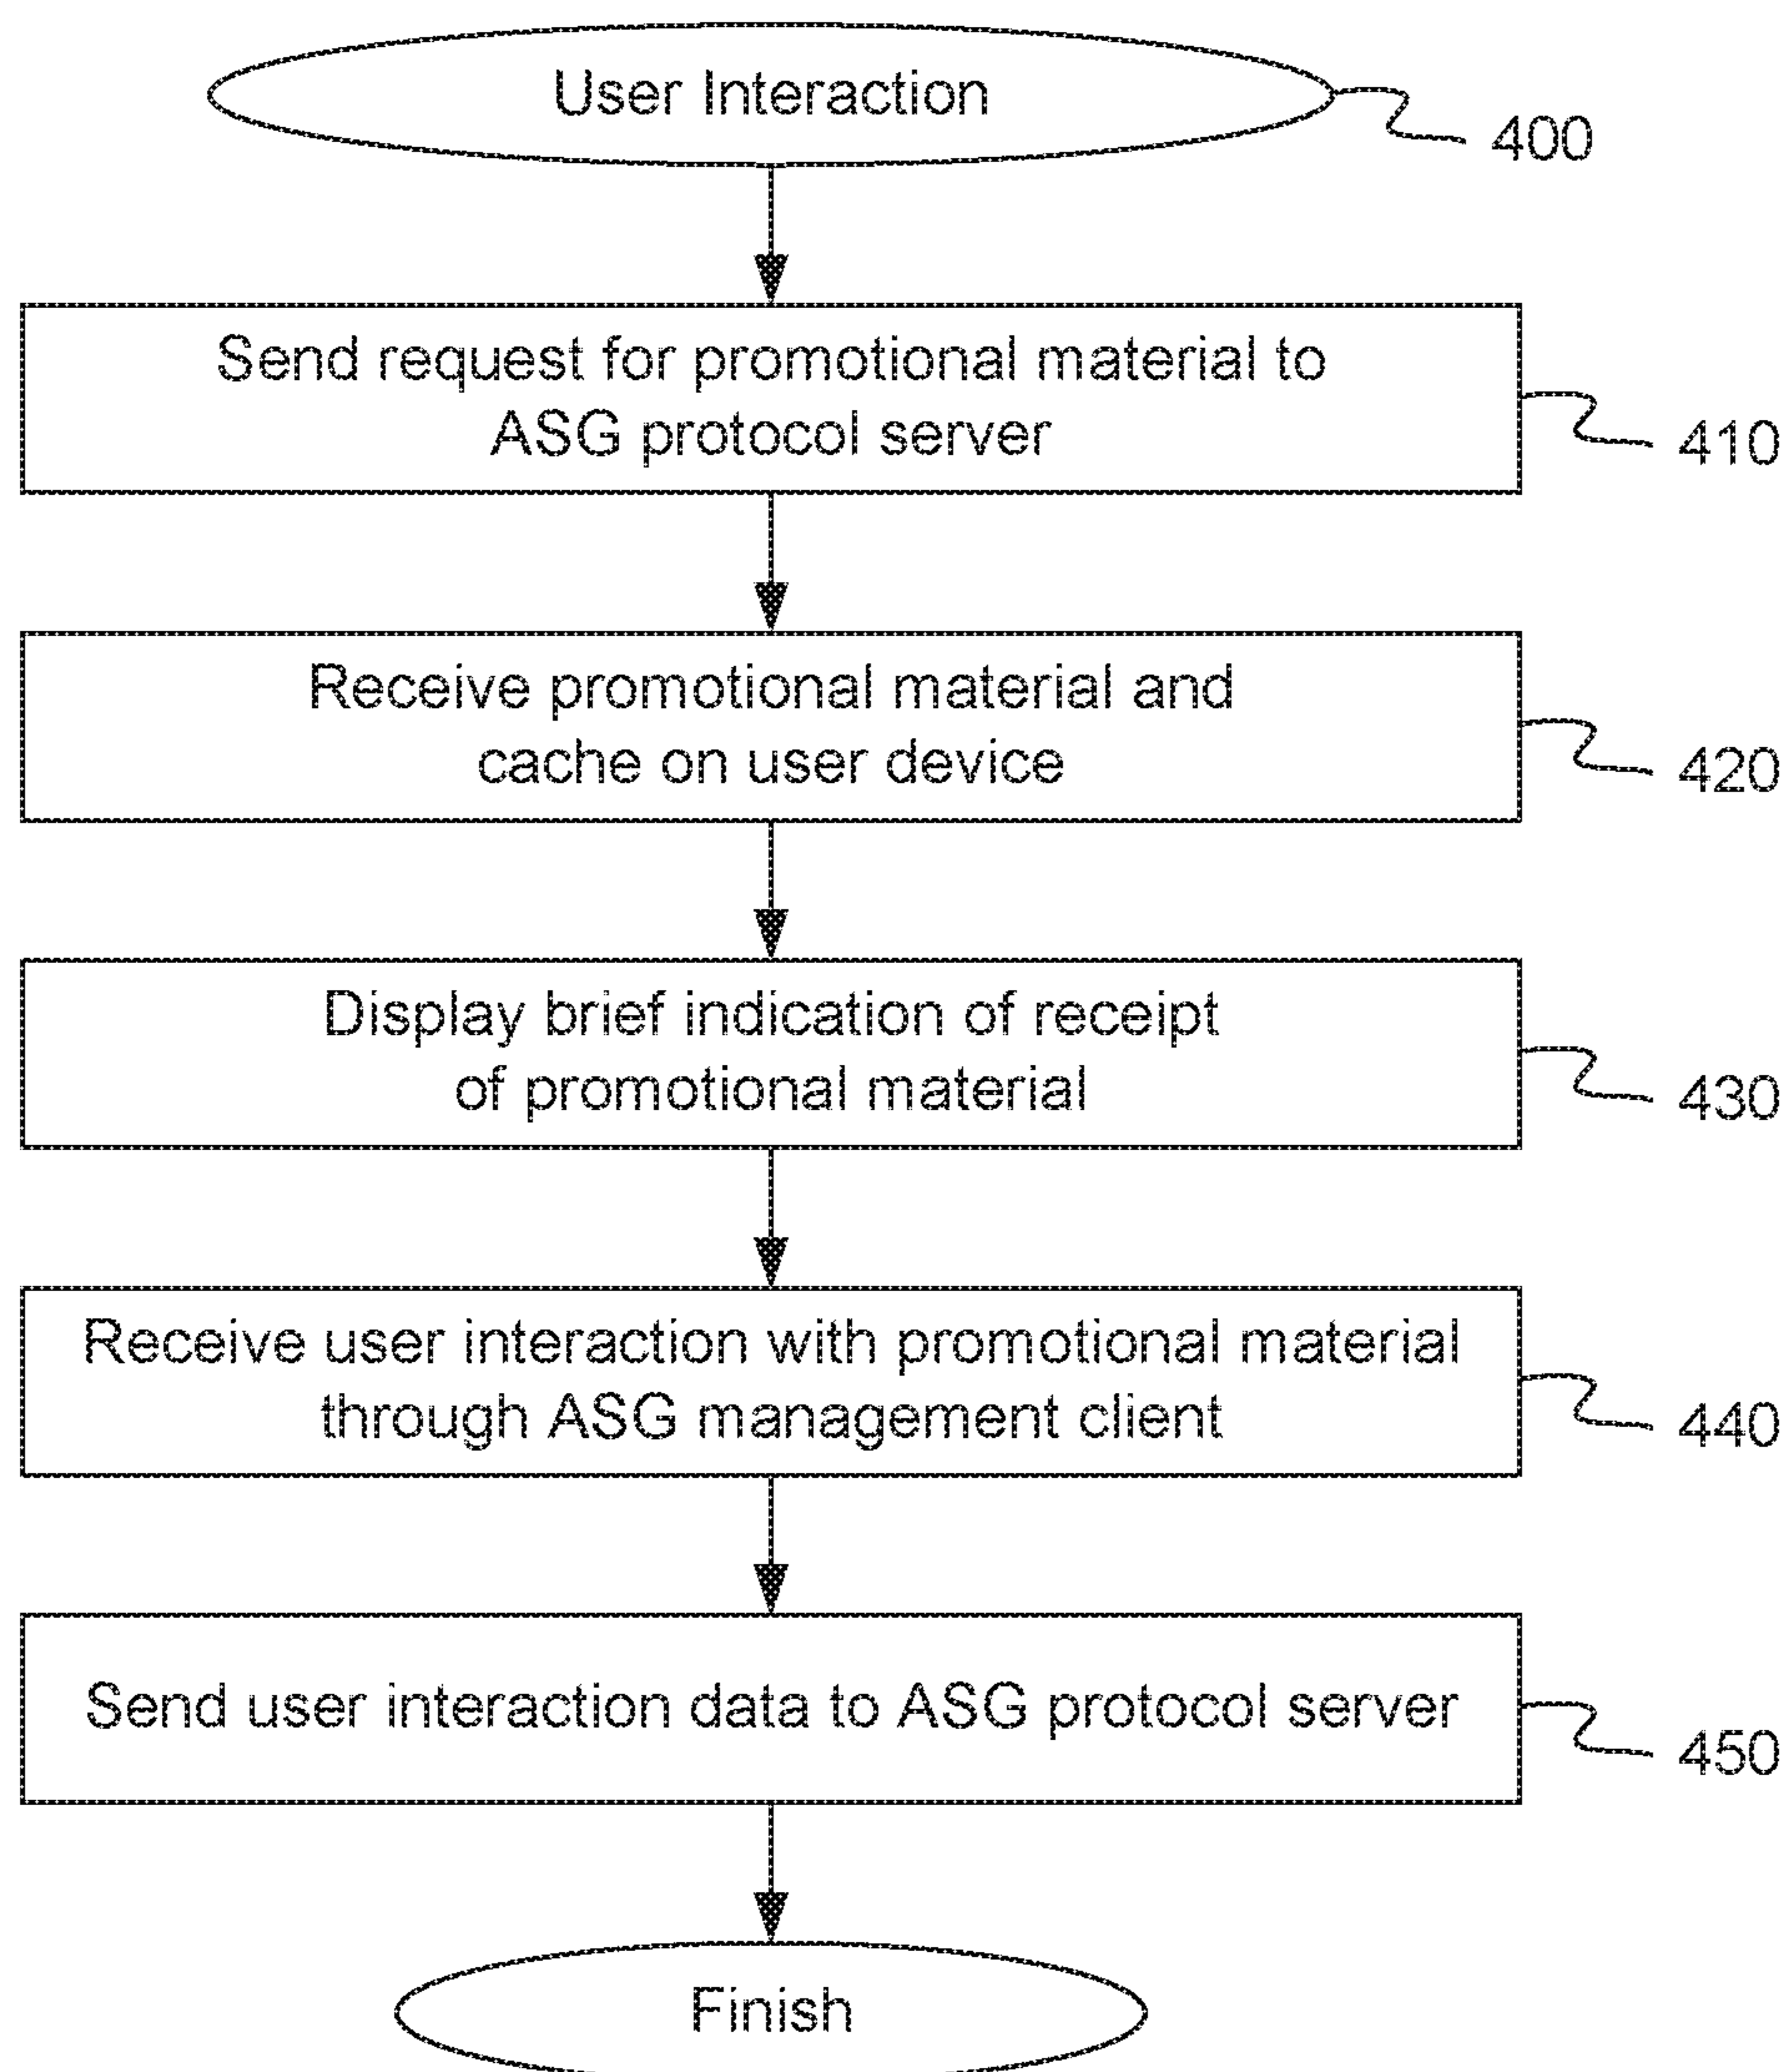 User Interaction
400
Send request for promotional material to
ASG protocol server
410
Receive promotional material and
cache on user device
420
Display brief indication of receipt
of promotional material
430
Receive user interaction with promotional material
through ASG management client
440
Send user interaction data to ASG protocol server
450
Finish